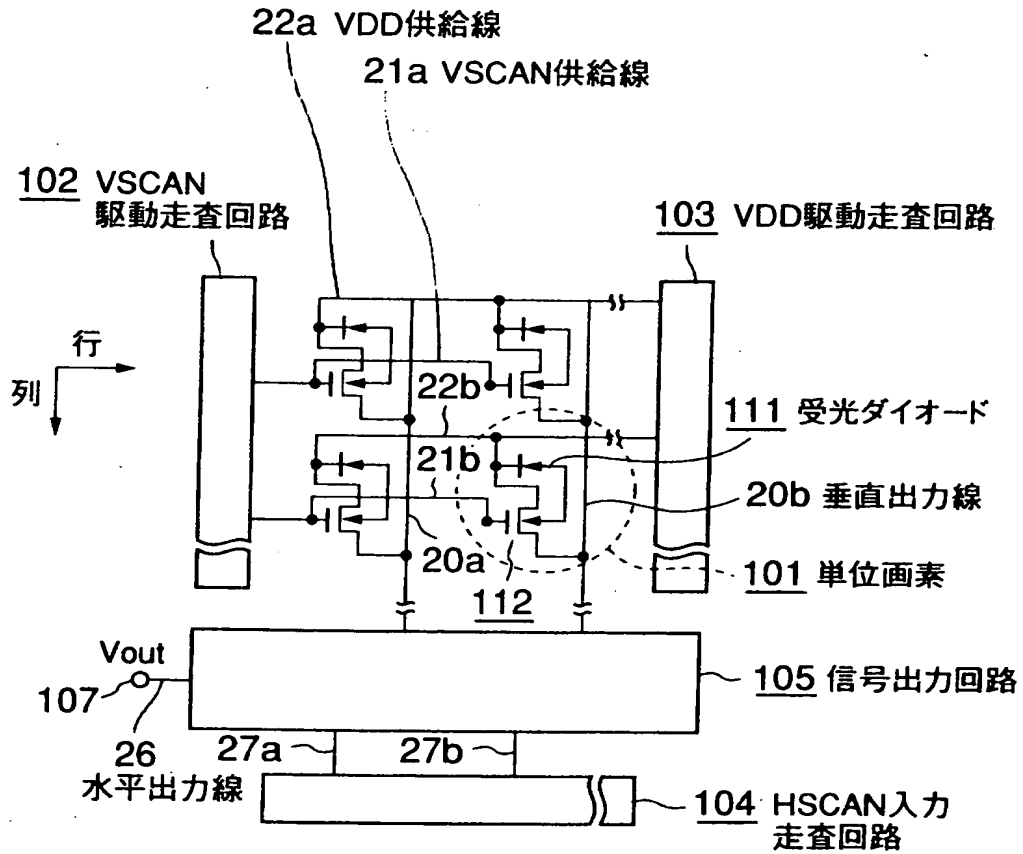 22a VDD供給線
21a VSCAN供給線
102 VSCAN
駆動走査回路
103 VDD駆動走査回路
行
列
22b
111 受光ダイオード
21b
20b 垂直出力線
20a
101 単位画素
112
Vout
107
105 信号出力回路
26
水平出力線
27a
27b
104 HSCAN入力
走査回路